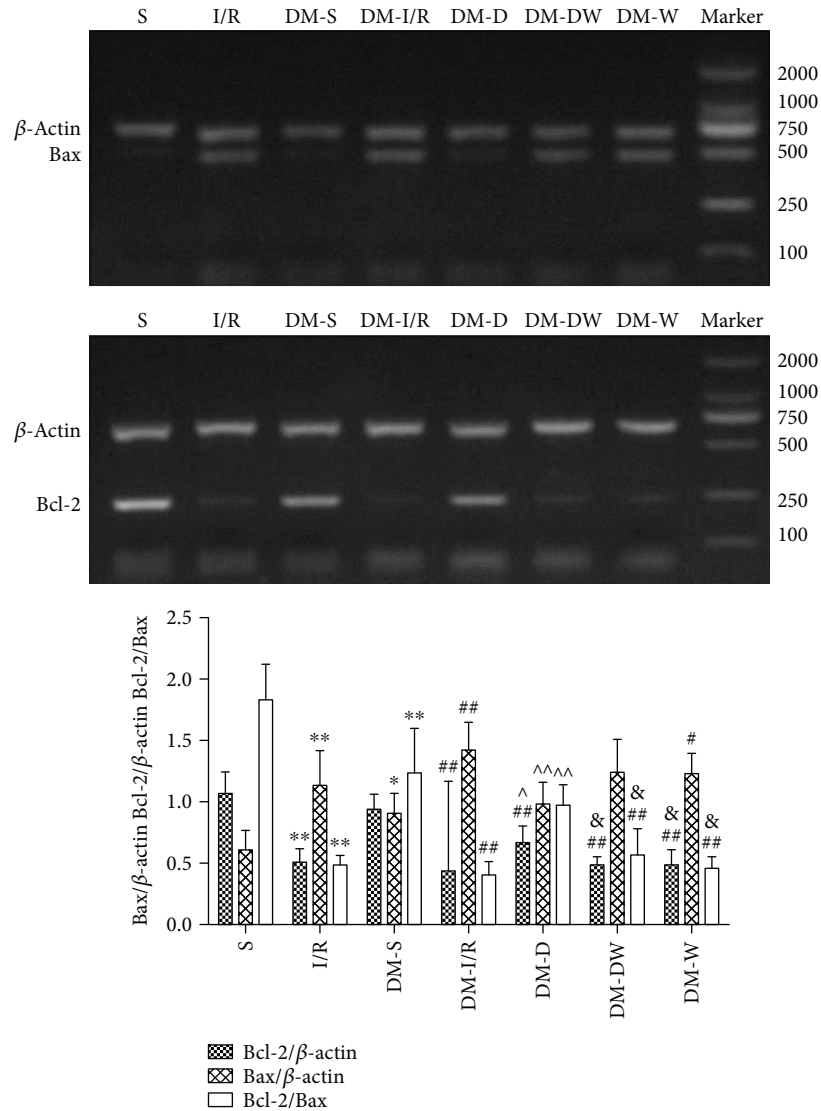 S I/R DM-S DM-I/R DM-D DM-DW DM-W Marker
2000
1000
β-Actin 750
Bax 500
250
100
S I/R DM-S DM-I/R DM-D DM-DW DM-W Marker
2000
1000
750
β-Actin
500
Bcl-2 250
100
Bax/β-actin Bcl-2/β-actin Bcl-2/Bax
2.5
2.0
1.5
1.0
0.5
0.0
** ** **
* **
## ## ##
^ ## ^^ ^^
& ## & ##
& ## # & ##
S I/R DM-S DM-I/R DM-D DM-DW DM-W
Bcl-2/β-actin
Bax/β-actin
Bcl-2/Bax